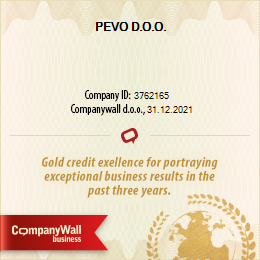 PEVO D.O.O.
Company ID: 3762165
Companywall d.o.o., 31.12.2021
Gold credit exellence for portraying
exceptional business results in the
past three years.
CompanyWall
business